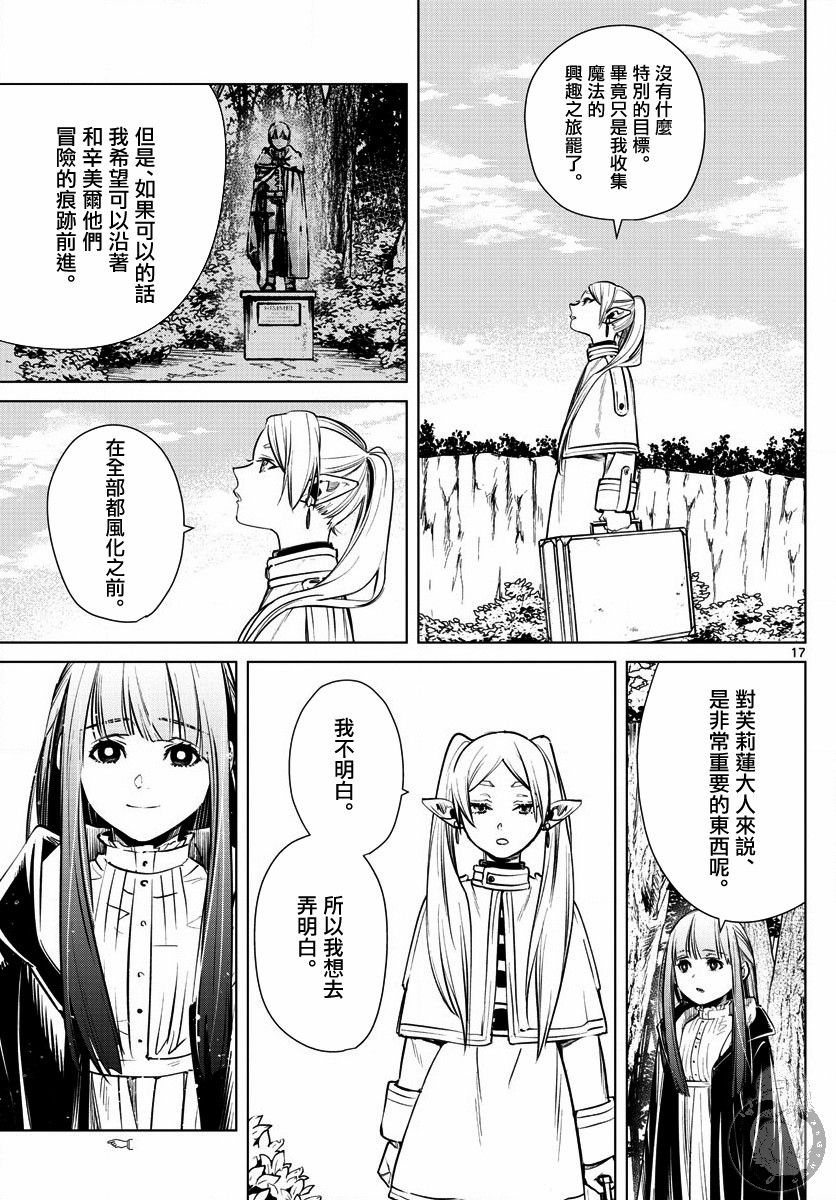 沒有什麼
特別的目標。
畢竟只是我收集
魔法的
興趣之旅罷了。
但是、如果可以的話
我希望可以沿著
和辛美爾他們
冒險的痕跡前進。
在全部都風化之前。
17
對芙莉蓮大人來說、
是非常重要的東西呢。
我不明白。
所以我想去
弄明白。